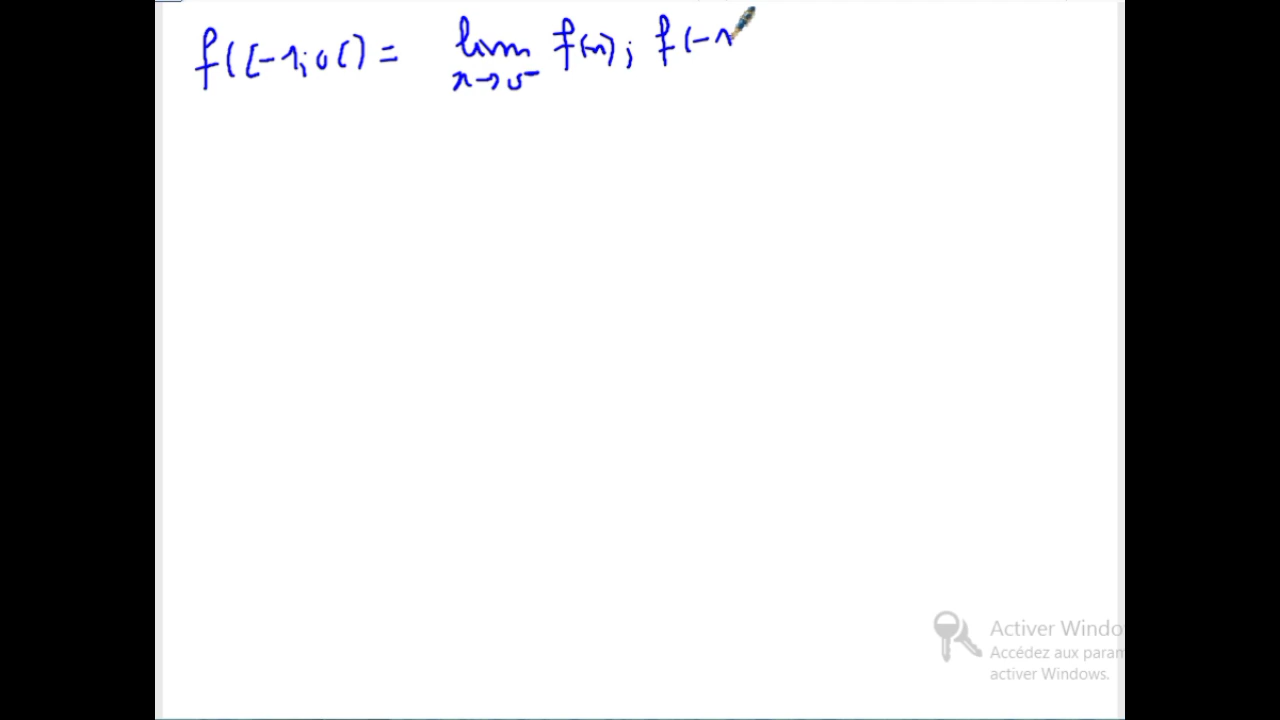 f([-1;0[) = lim f(x); f(-1
x→0⁻
Activer Windo
Accédez aux param
activer Windows.